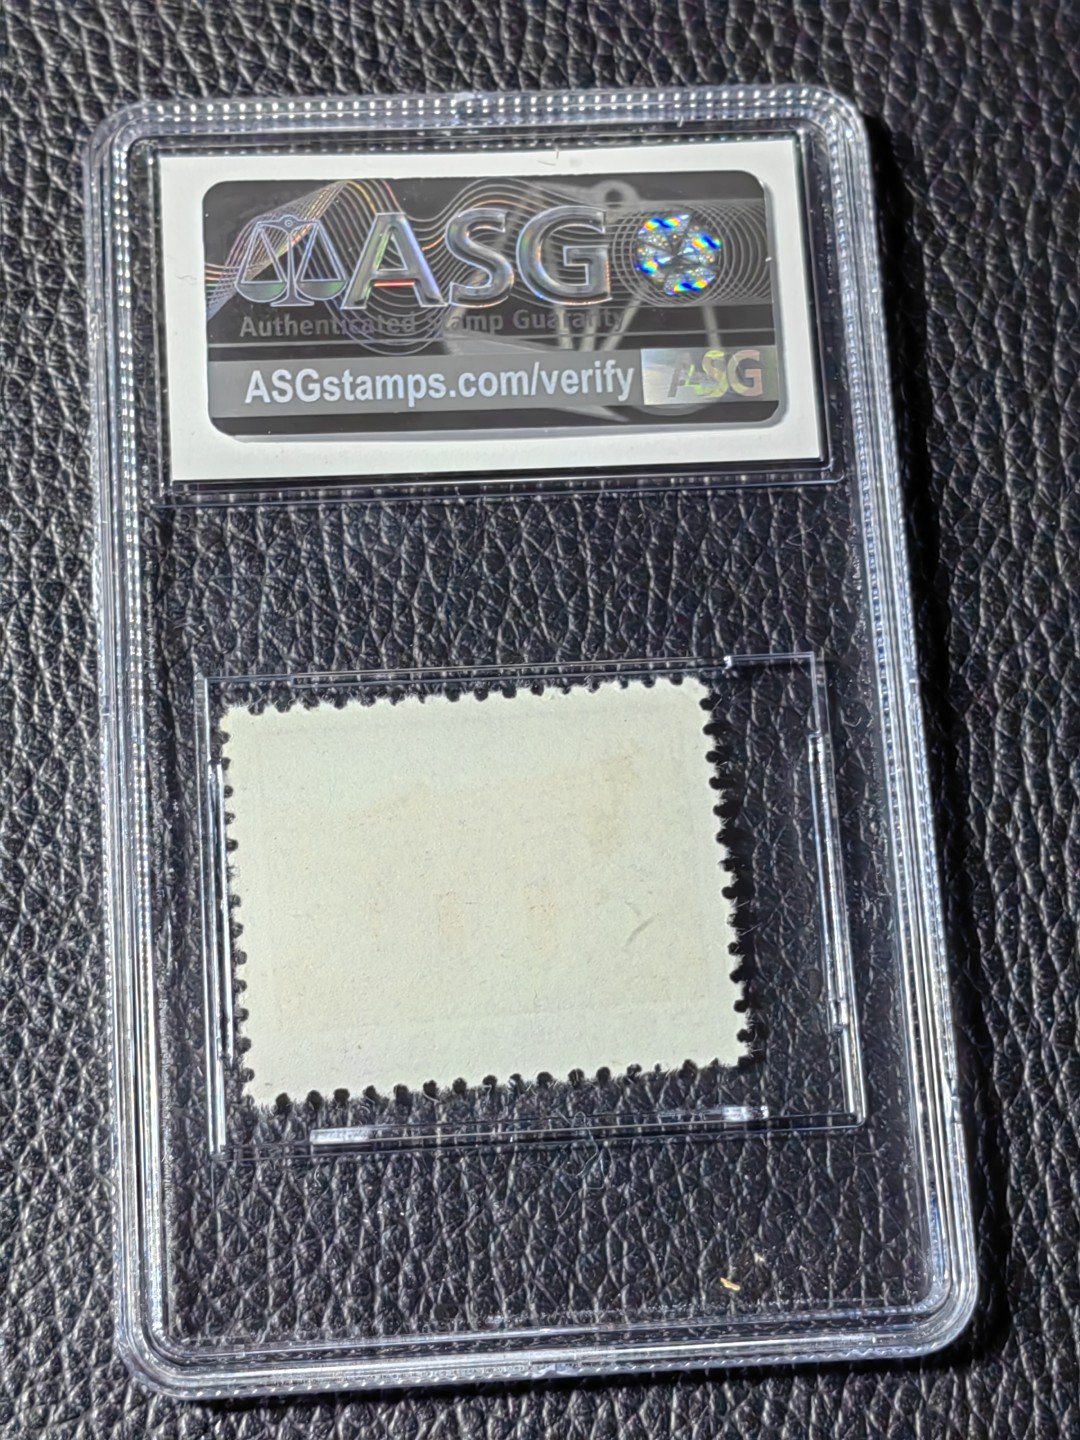 ASG
Authenticated Stamp Guaranty
ASGstamps.com/verify ASG